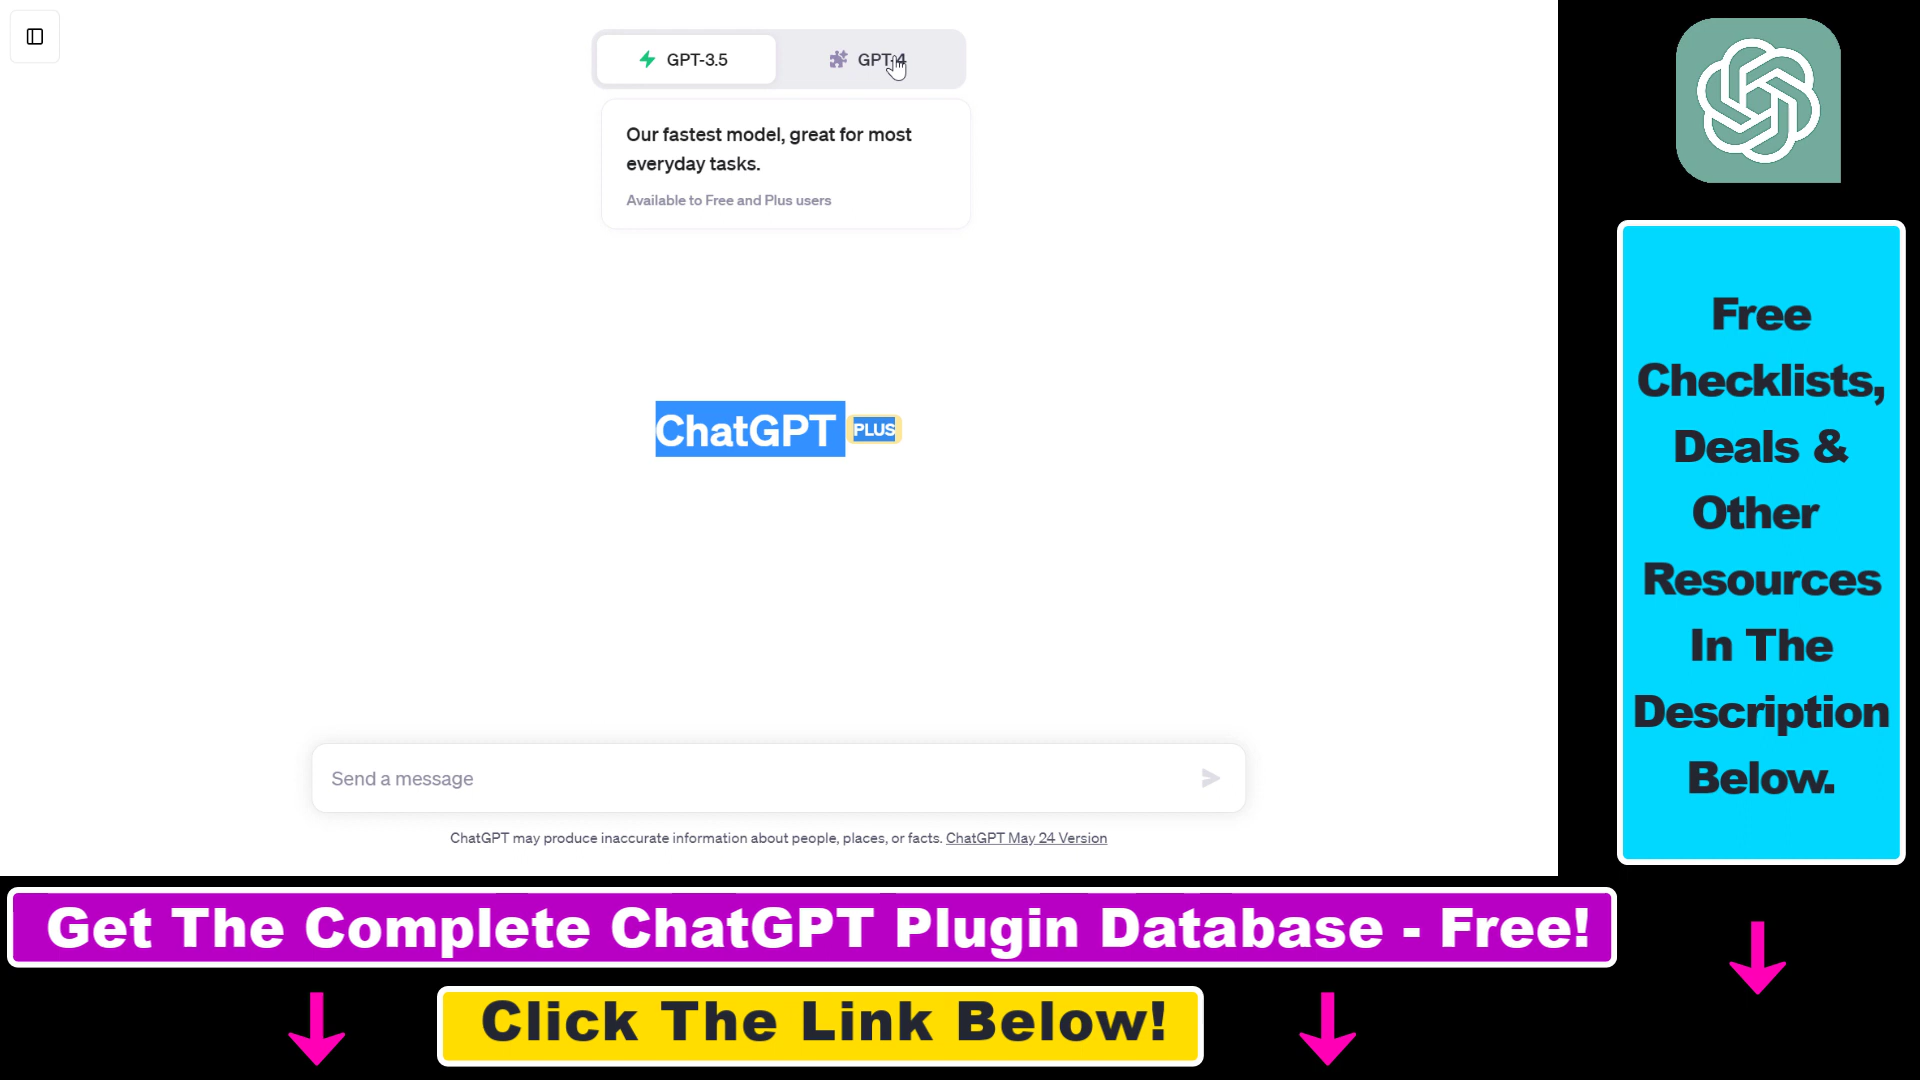 GPT-3.5
GPT-4
Our fastest model, great for most
everyday tasks.
Available to Free and Plus users
ChatGPT PLUS
Send a message
ChatGPT may produce inaccurate information about people, places, or facts. ChatGPT May 24 Version
Free
Checklists,
Deals &
Other
Resources
In The
Description
Below.
Get The Complete ChatGPT Plugin Database - Free!
Click The Link Below!